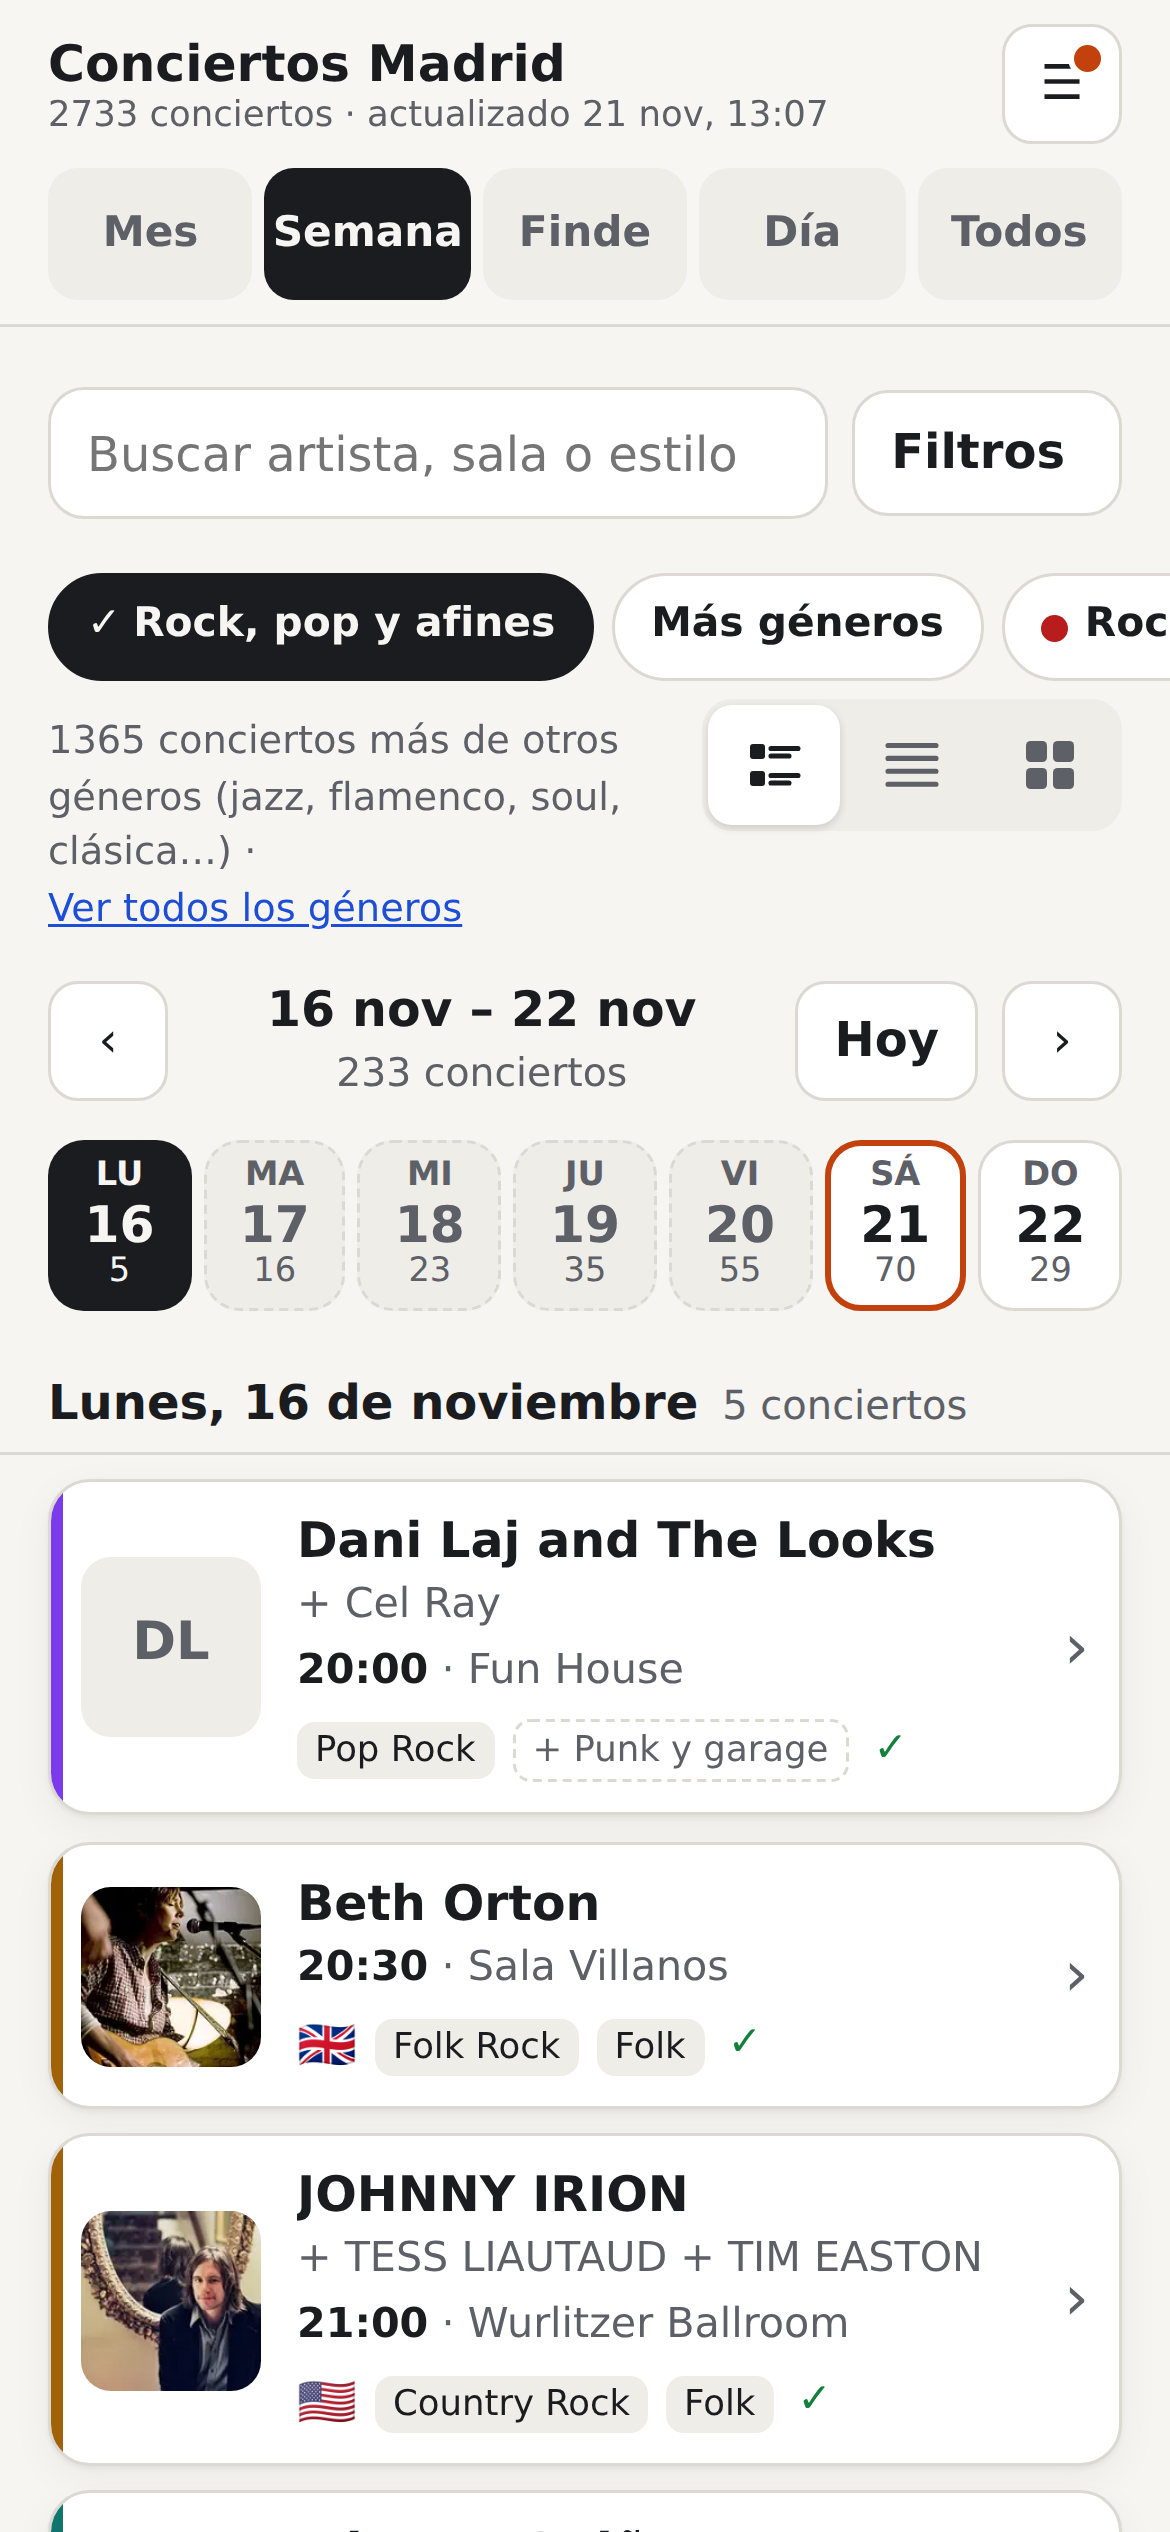 Conciertos Madrid
2733 conciertos · actualizado 21 nov, 13:07
Mes Semana Finde Día Todos
Buscar artista, sala o estilo Filtros
✓ Rock, pop y afines Más géneros Roc
1365 conciertos más de otros
géneros (jazz, flamenco, soul,
clásica…) ·
Ver todos los géneros
‹ 16 nov – 22 nov Hoy ›
233 conciertos
LU MA MI JU VI SÁ DO
16 17 18 19 20 21 22
5 16 23 35 55 70 29
Lunes, 16 de noviembre 5 conciertos
Dani Laj and The Looks
DL
+ Cel Ray
20:00 · Fun House
Pop Rock + Punk y garage ✓
Beth Orton
20:30 · Sala Villanos
Folk Rock Folk ✓
JOHNNY IRION
+ TESS LIAUTAUD + TIM EASTON
21:00 · Wurlitzer Ballroom
Country Rock Folk ✓